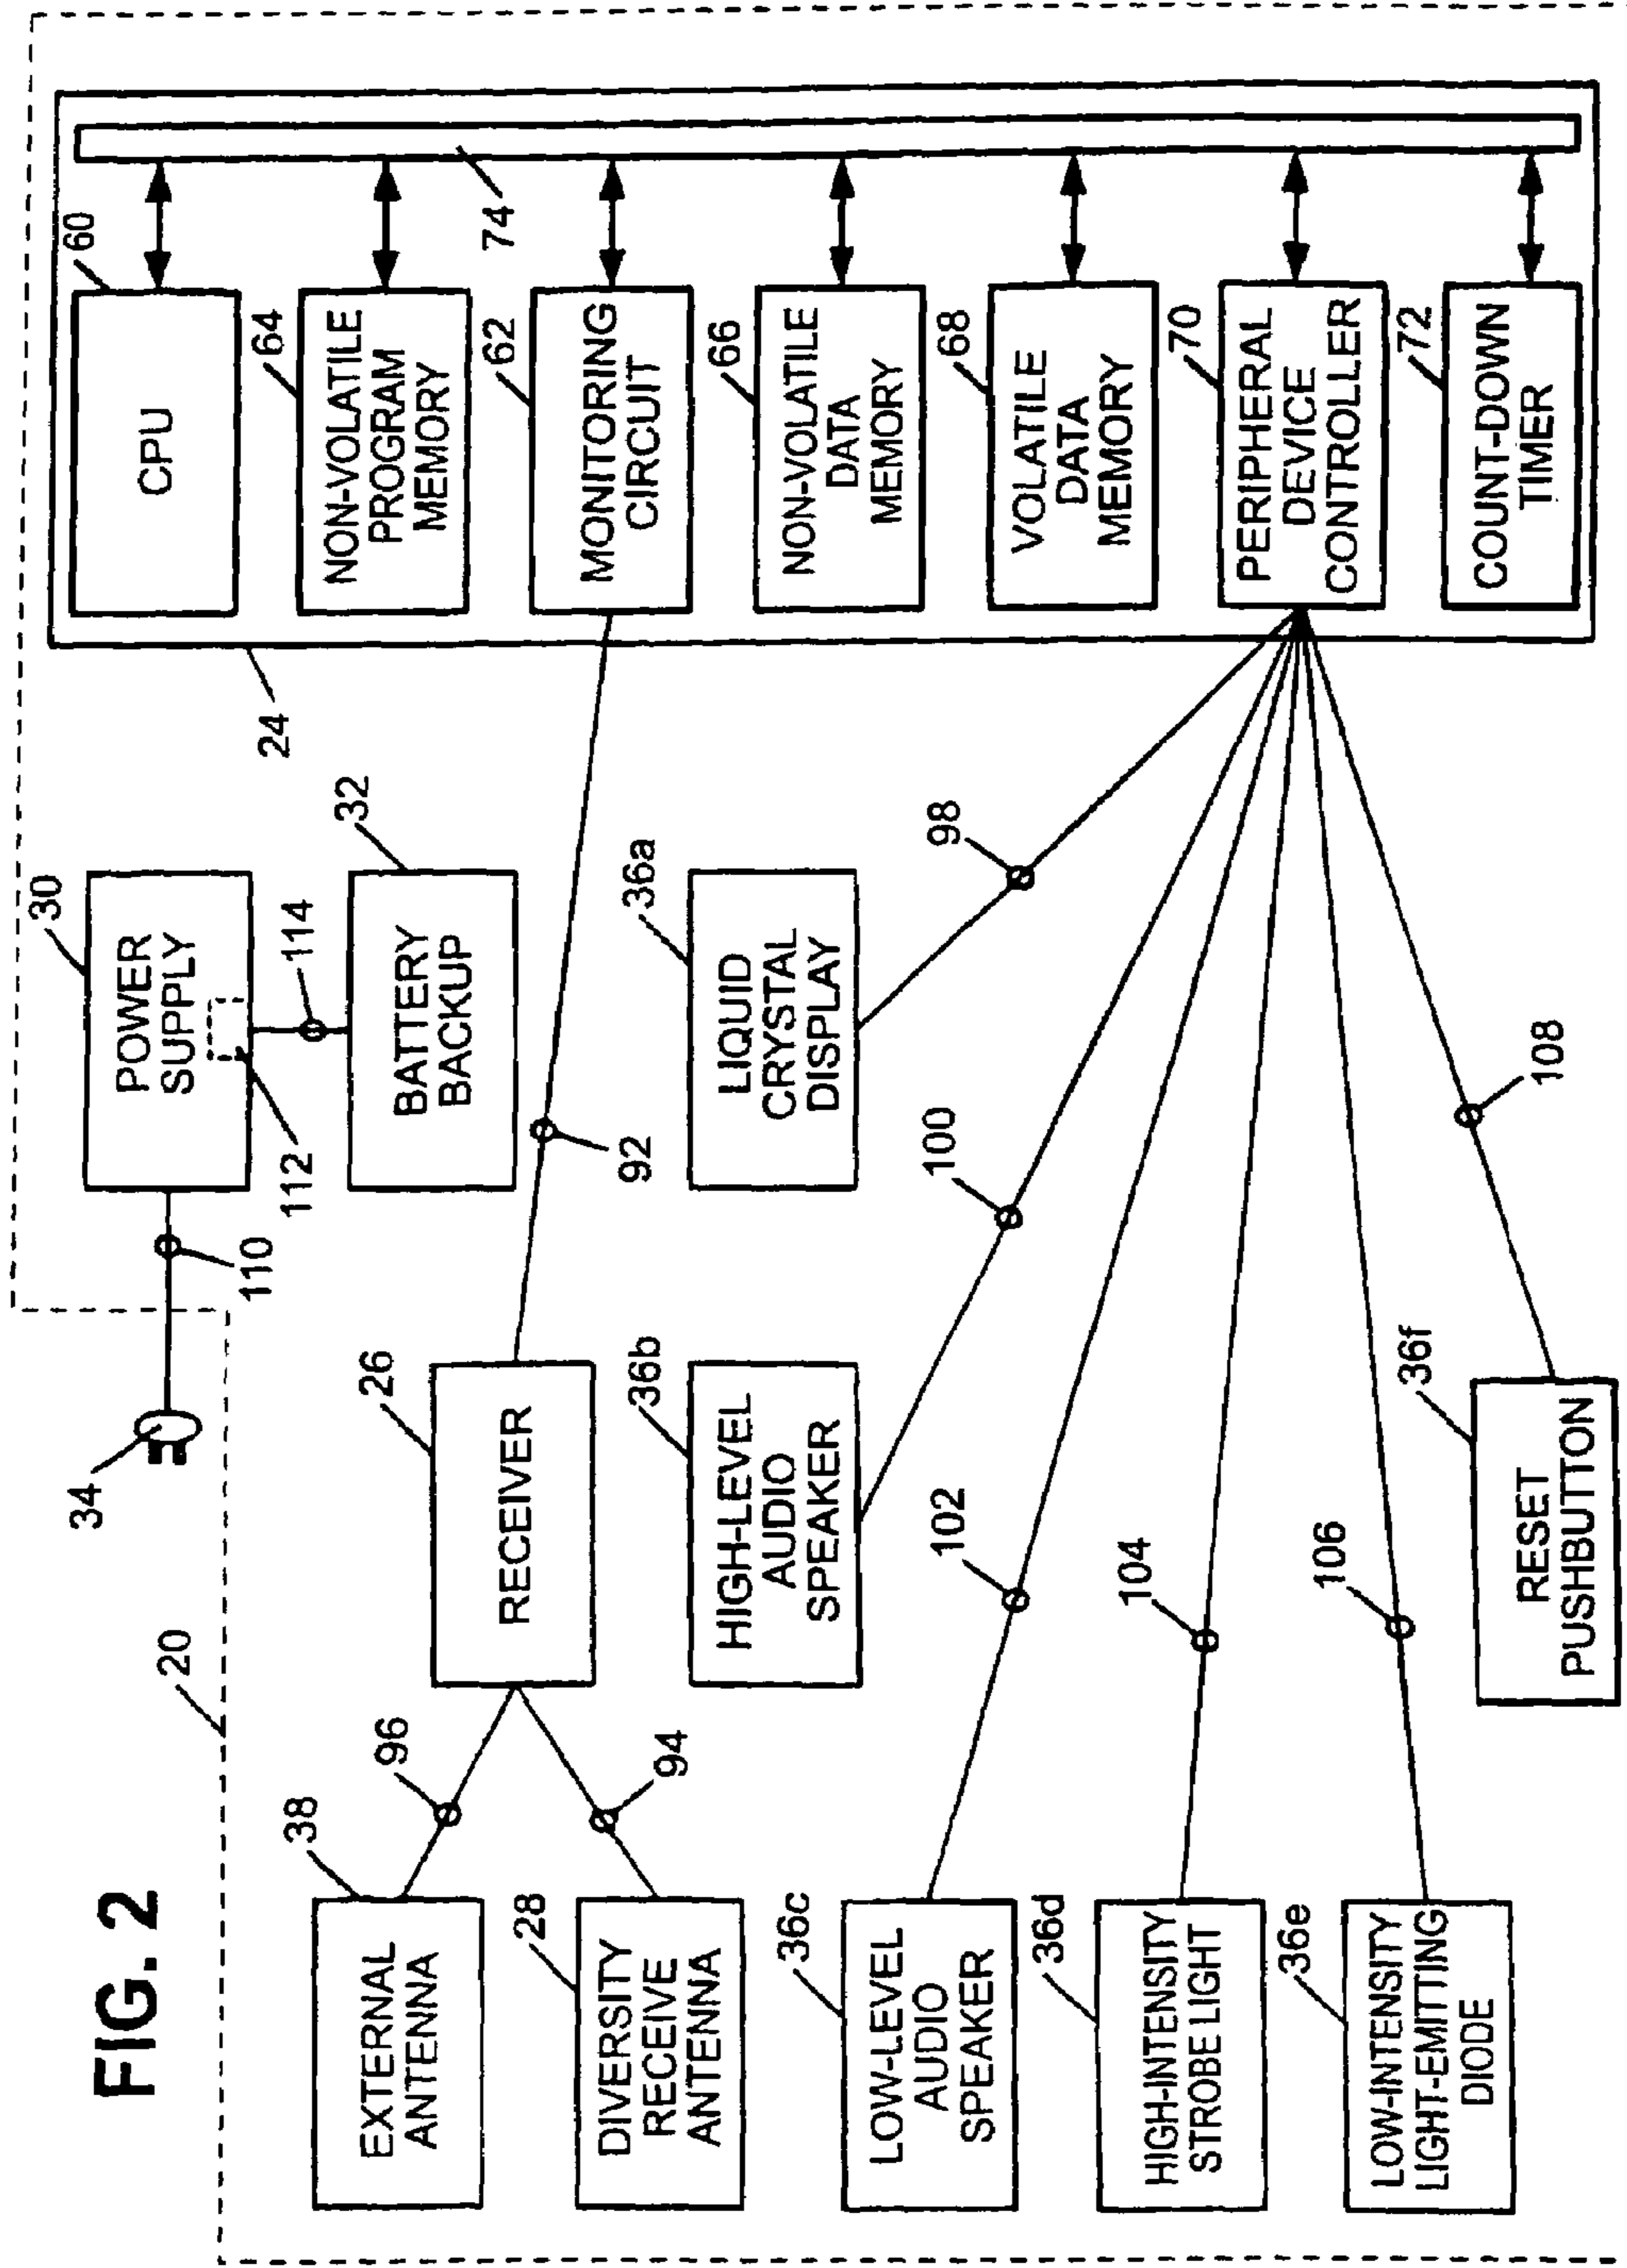 FIG. 2
20
34
110
30
POWER
SUPPLY
112
114
32
BATTERY
BACKUP
38
EXTERNAL
ANTENNA
96
28
DIVERSITY
RECEIVE
ANTENNA
94
26
RECEIVER
92
24
36a
LIQUID
CRYSTAL
DISPLAY
98
36b
HIGH-LEVEL
AUDIO
SPEAKER
100
36c
LOW-LEVEL
AUDIO
SPEAKER
102
36d
HIGH-INTENSITY
STROBE LIGHT
104
36e
LOW-INTENSITY
LIGHT-EMITTING
DIODE
106
36f
RESET
PUSHBUTTON
108
60
CPU
64
NON-VOLATILE
PROGRAM
MEMORY
62
MONITORING
CIRCUIT
66
NON-VOLATILE
DATA
MEMORY
68
VOLATILE
DATA
MEMORY
70
PERIPHERAL
DEVICE
CONTROLLER
72
COUNT-DOWN
TIMER
74